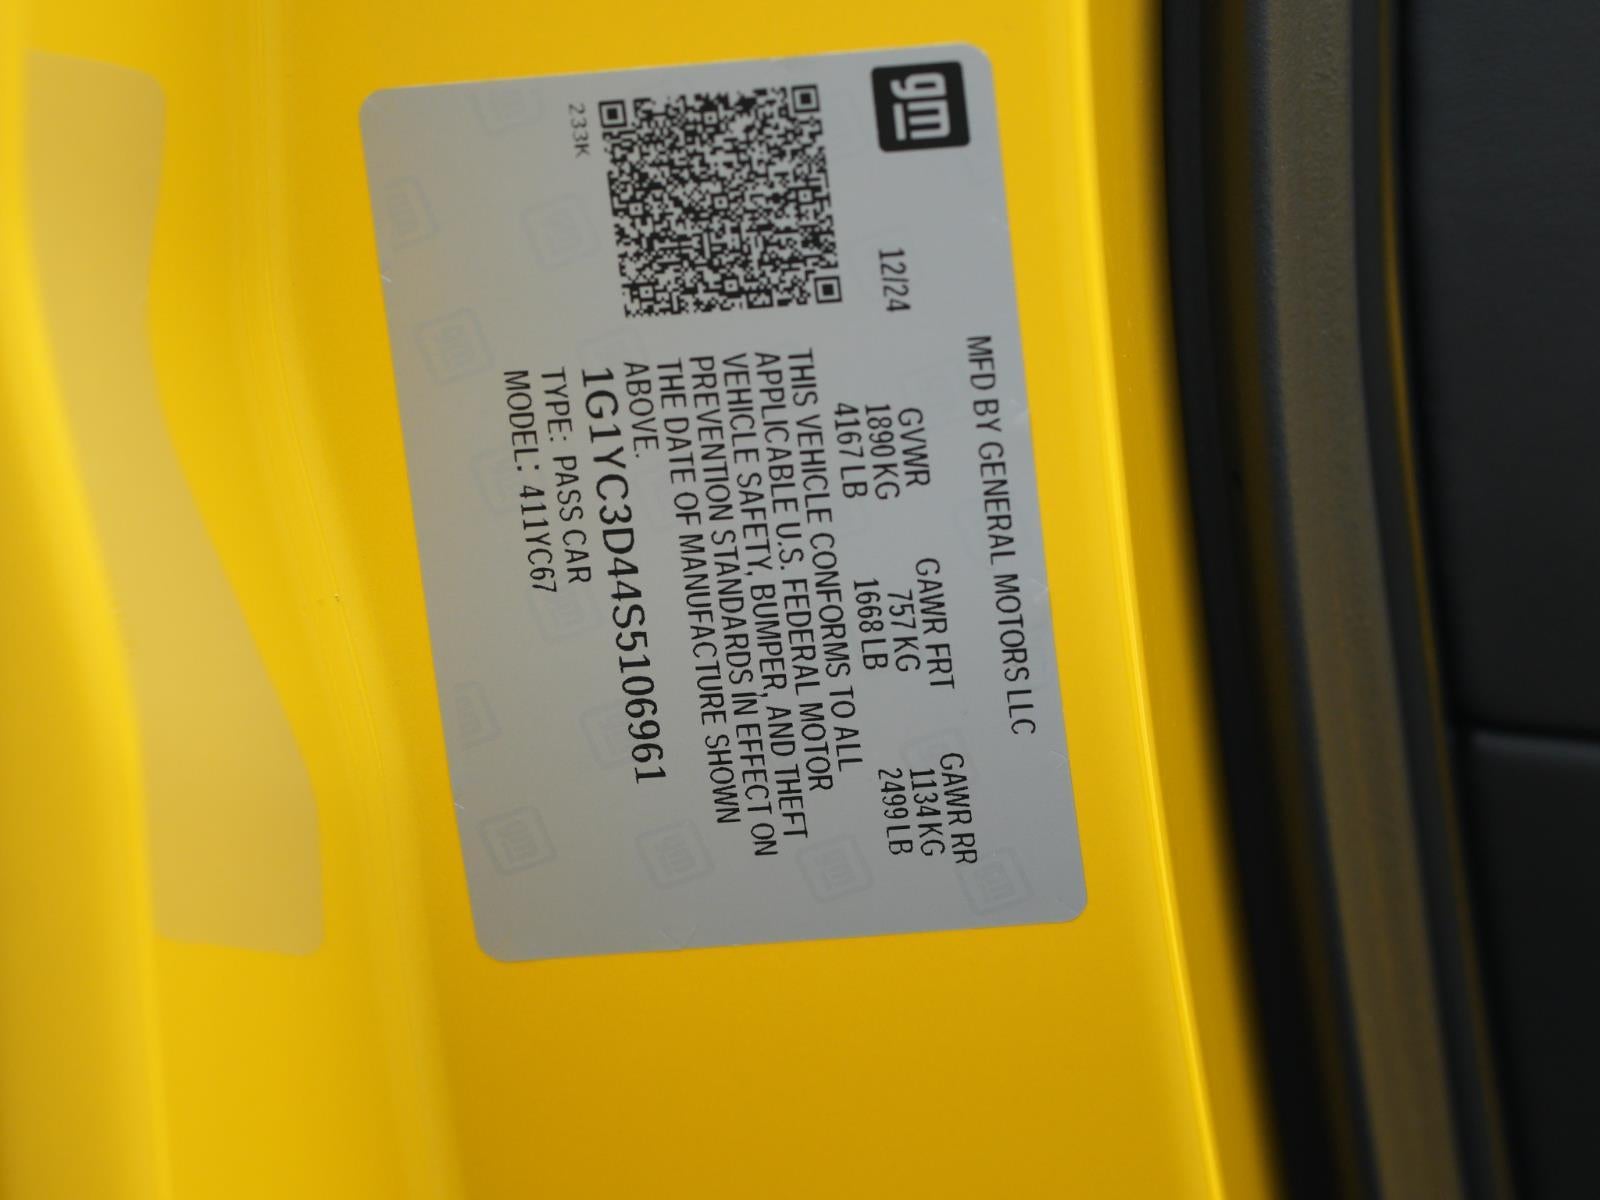 gm
MFD BY GENERAL MOTORS LLC
12/24
GVWR GAWR FRT GAWR RR
1890 KG 757 KG 1134 KG
4167 LB 1668 LB 2499 LB
THIS VEHICLE CONFORMS TO ALL
APPLICABLE U.S. FEDERAL MOTOR
VEHICLE SAFETY, BUMPER, AND THEFT
PREVENTION STANDARDS IN EFFECT ON
THE DATE OF MANUFACTURE SHOWN
ABOVE.
1G1YC3D44S5106961
TYPE: PASS CAR
MODEL: 411YC67
233K